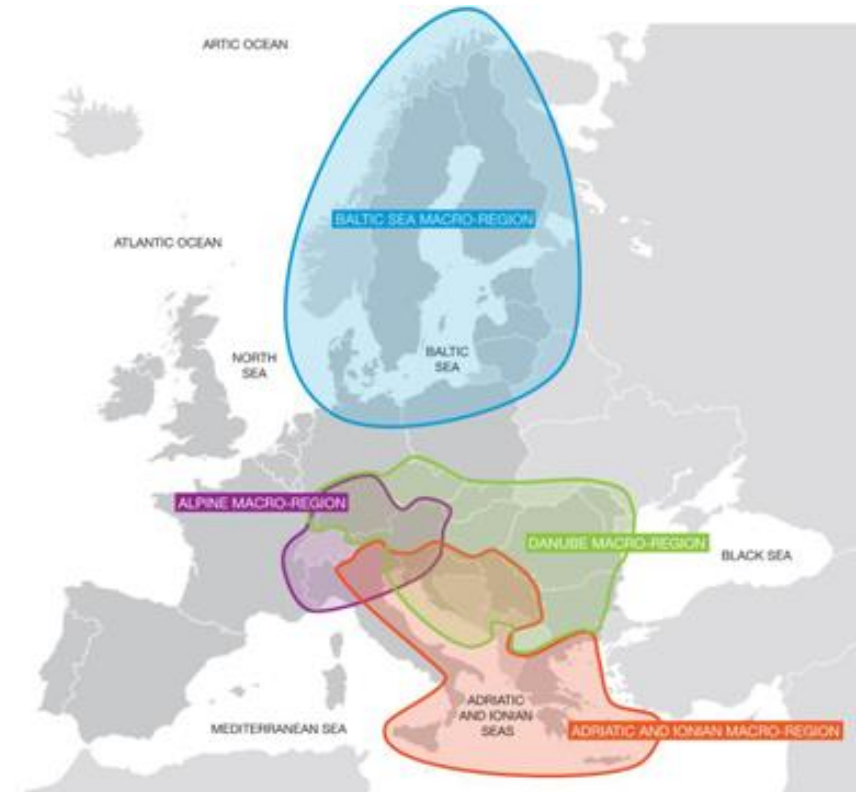 ARTIC OCEAN
BALTIC SEA MACRO-REGION
ATLANTIC OCEAN
NORTH
SEA
BALTIC
SEA
ALPINE MACRO-REGION
DANUBE MACRO-REGION
BLACK SEA
ADRIATIC
AND IONIAN
SEAS
MEDITERRANEAN SEA
ADRIATIC AND IONIAN MACRO-REGION